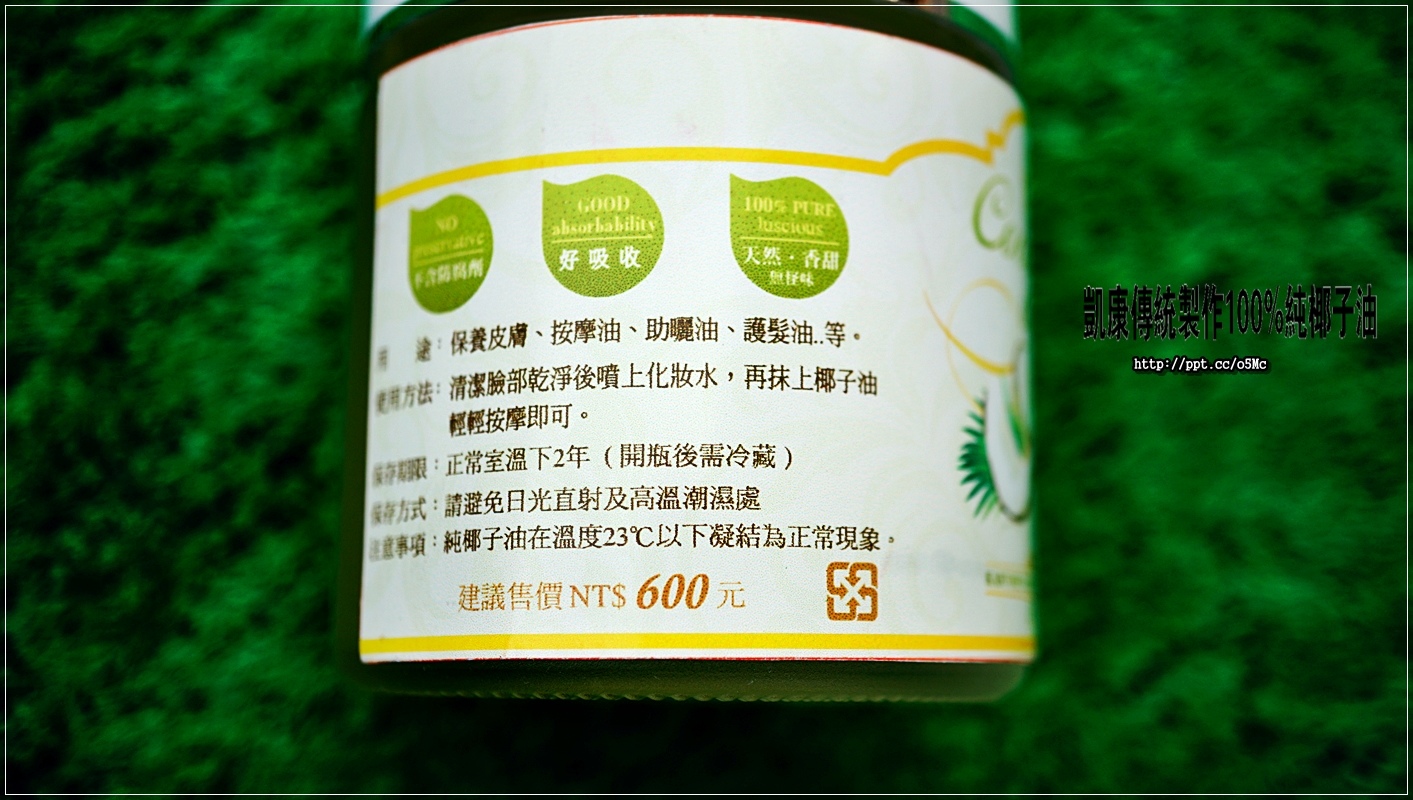 NO
preservative
不含防腐劑
GOOD
absorbability
好吸收
100% PURE
luscious
天然·香甜
無怪味
用 途：保養皮膚、按摩油、助曬油、護髮油..等。
使用方法：清潔臉部乾淨後噴上化妝水，再抹上椰子油
輕輕按摩即可。
保存期限：正常室溫下2年（開瓶後需冷藏）
保存方式：請避免日光直射及高溫潮濕處
注意事項：純椰子油在溫度23℃以下凝結為正常現象。
建議售價 NT$ 600 元
凱康傳統製作100%純椰子油
http://ppt.cc/o5Mc